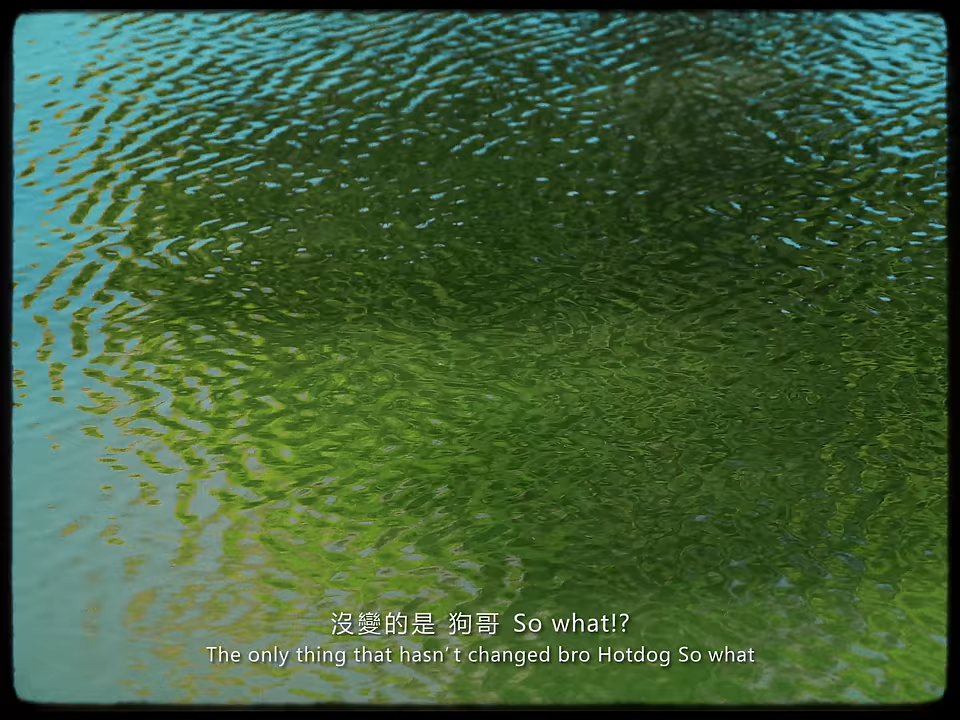 沒變的是 狗哥 So what!?
The only thing that hasn't changed bro Hotdog So what